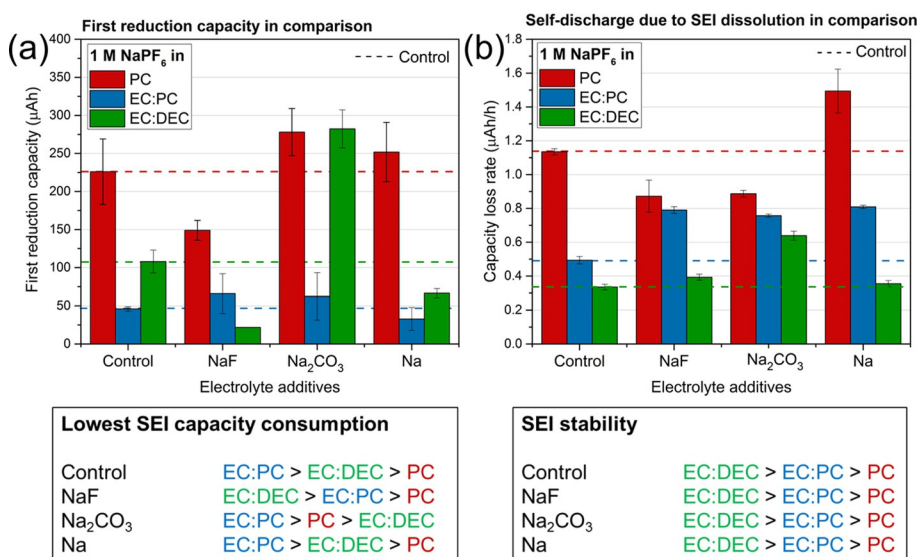 First reduction capacity in comparison
(a)
1 M NaPF₆ in
PC
EC:PC
EC:DEC
Control
First reduction capacity (µAh)
400
350
300
250
200
150
100
50
0
Control NaF Na₂CO₃ Na
Electrolyte additives
Self-discharge due to SEI dissolution in comparison
(b)
1 M NaPF₆ in
PC
EC:PC
EC:DEC
Control
Capacity loss rate (µAh/h)
1.8
1.6
1.4
1.2
1.0
0.8
0.6
0.4
0.2
0.0
Control NaF Na₂CO₃ Na
Electrolyte additives
Lowest SEI capacity consumption
Control EC:PC > EC:DEC > PC
NaF EC:DEC > EC:PC > PC
Na₂CO₃ EC:PC > PC > EC:DEC
Na EC:PC > EC:DEC > PC
SEI stability
Control EC:DEC > EC:PC > PC
NaF EC:DEC > EC:PC > PC
Na₂CO₃ EC:DEC > EC:PC > PC
Na EC:DEC > EC:PC > PC